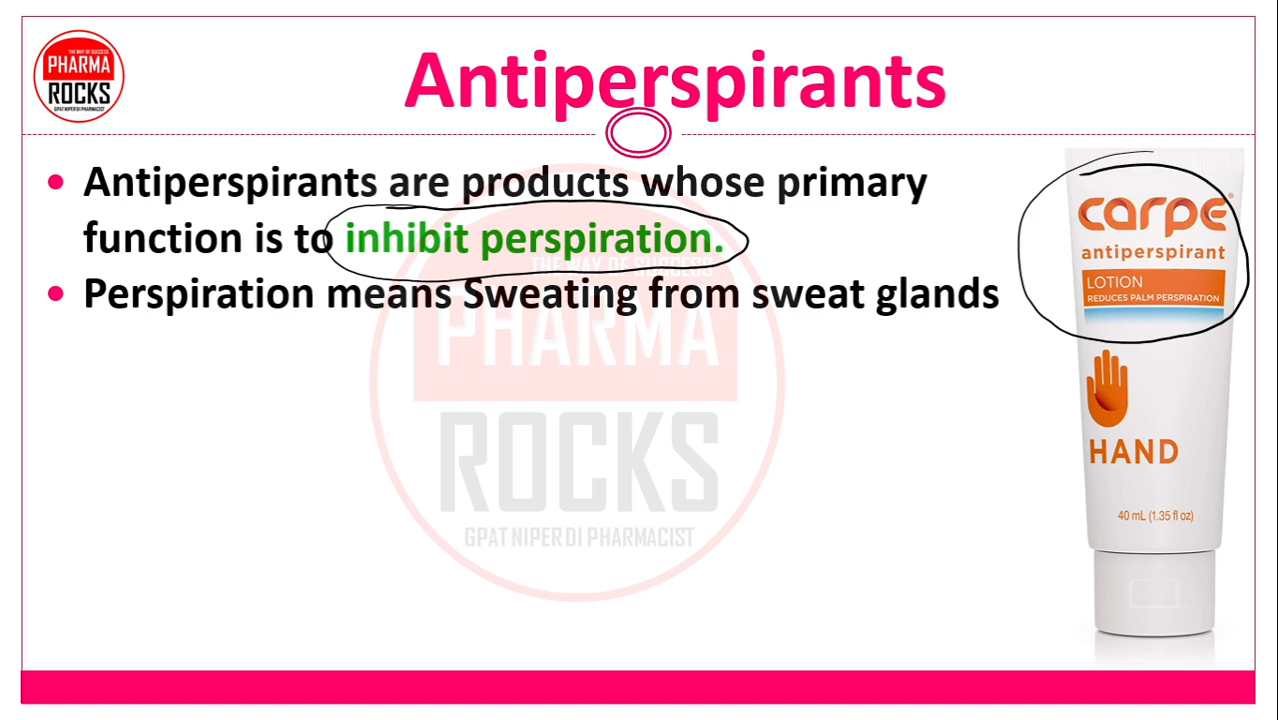 THE WAY OF SUCCESS
PHARMA
ROCKS
GPAT NIPER DI PHARMACIST
Antiperspirants
• Antiperspirants are products whose primary
function is to inhibit perspiration.
• Perspiration means Sweating from sweat glands
THE WAY OF SUCCESS
PHARMA
ROCKS
GPAT NIPER DI PHARMACIST
carpe®
antiperspirant
LOTION
REDUCES PALM PERSPIRATION
HAND
40 mL (1.35 fl oz)